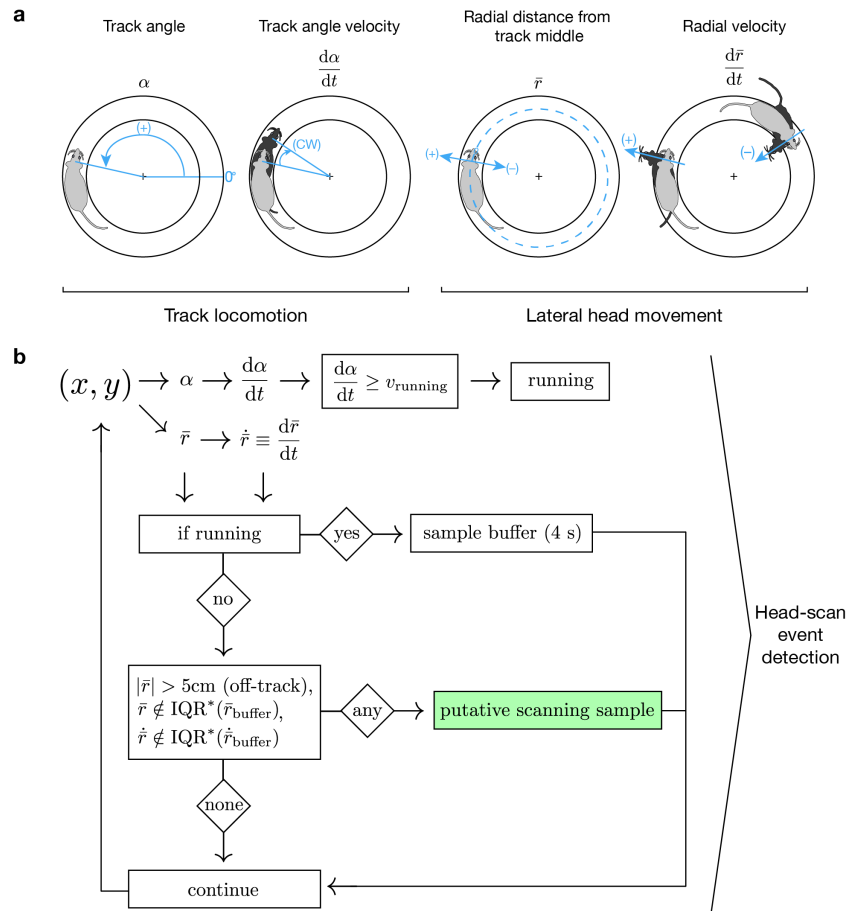 a
Track angle
α
(+)
0°
Track angle velocity
dα
dt
(CW)
Radial distance from
track middle
r̄
(+)
(-)
Radial velocity
dr̄
dt
(+)
(-)
Track locomotion
Lateral head movement
b
(x, y) → α → dα/dt → dα/dt ≥ v_running → running
r̄ → ṙ̄ ≡ dr̄/dt
if running
yes
sample buffer (4 s)
no
|r̄| > 5cm (off-track),
r̄ ∉ IQR*(r̄_buffer),
ṙ̄ ∉ IQR*(ṙ̄_buffer)
any
putative scanning sample
none
continue
Head-scan
event
detection